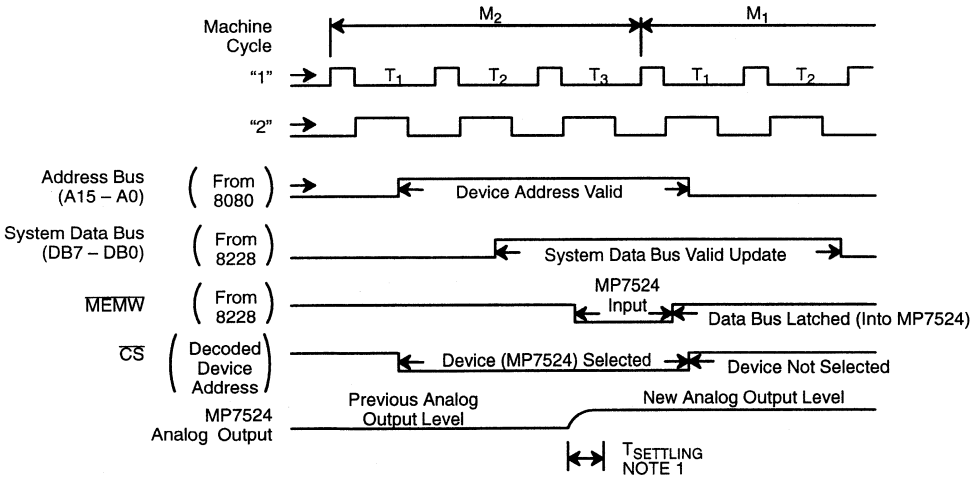 Machine Cycle M₂ M₁
"1" T₁ T₂ T₃ T₁ T₂
"2"
Address Bus (A15 – A0) (From 8080) Device Address Valid
System Data Bus (DB7 – DB0) (From 8228) System Data Bus Valid Update
MEMW (From 8228) MP7524 Input Data Bus Latched (Into MP7524)
CS (Decoded Device Address) Device (MP7524) Selected Device Not Selected
MP7524 Analog Output Previous Analog Output Level New Analog Output Level
TSETTLING
NOTE 1